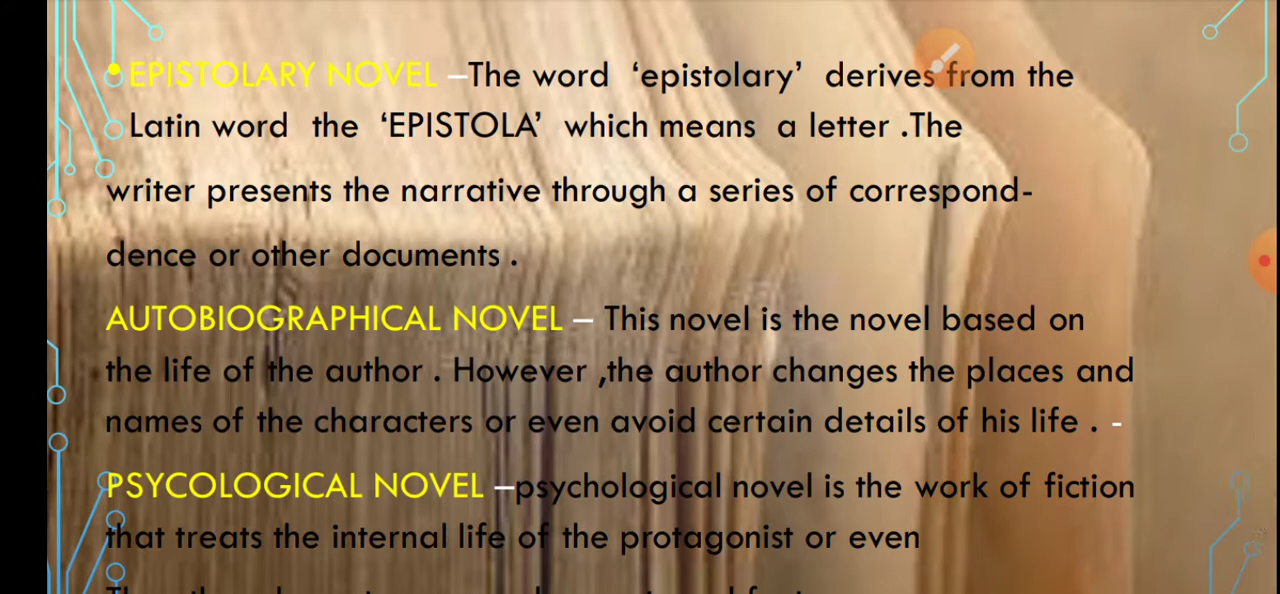 • EPISTOLARY NOVEL –The word ‘epistolary’ derives from the
Latin word the ‘EPISTOLA’ which means a letter .The
writer presents the narrative through a series of correspond-
dence or other documents .
AUTOBIOGRAPHICAL NOVEL – This novel is the novel based on
the life of the author . However ,the author changes the places and
names of the characters or even avoid certain details of his life . -
PSYCOLOGICAL NOVEL –psychological novel is the work of fiction
that treats the internal life of the protagonist or even